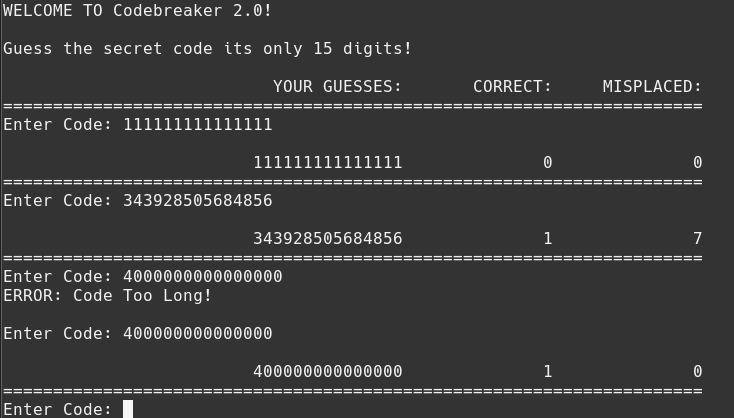 WELCOME TO Codebreaker 2.0!
Guess the secret code its only 15 digits!
YOUR GUESSES: CORRECT: MISPLACED:
======================================================================
Enter Code: 111111111111111
111111111111111 0 0
======================================================================
Enter Code: 343928505684856
343928505684856 1 7
======================================================================
Enter Code: 4000000000000000
ERROR: Code Too Long!
Enter Code: 400000000000000
400000000000000 1 0
======================================================================
Enter Code: